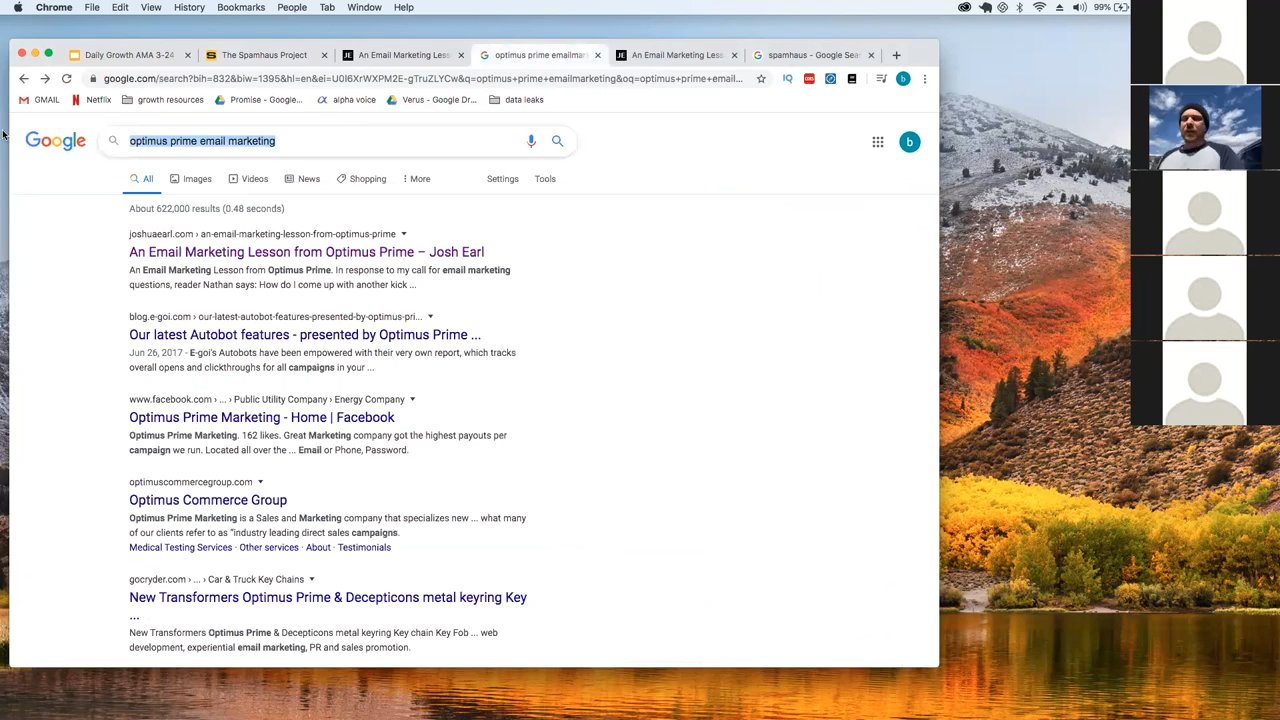 Chrome File Edit View History Bookmarks People Tab Window Help 99%
Daily Growth AMA 3-24 The Spamhaus Project An Email Marketing Less optimus prime emailmar An Email Marketing Less spamhaus - Google Sea
google.com/search?bih=832&biw=1395&hl=en&ei=U0I6XrWXPM2E-gTruZLYCw&q=optimus+prime+emailmarketing&oq=optimus+prime+email...
GMAIL Netflix growth resources Promise - Google... alpha voice Verus - Google Dr... data leaks
Google optimus prime email marketing b
All Images Videos News Shopping More Settings Tools
About 622,000 results (0.48 seconds)
joshuaearl.com › an-email-marketing-lesson-from-optimus-prime
An Email Marketing Lesson from Optimus Prime – Josh Earl
An Email Marketing Lesson from Optimus Prime. In response to my call for email marketing
questions, reader Nathan says: How do I come up with another kick ...
blog.e-goi.com › our-latest-autobot-features-presented-by-optimus-pri...
Our latest Autobot features - presented by Optimus Prime ...
Jun 26, 2017 - E-goi's Autobots have been empowered with their very own report, which tracks
overall opens and clickthroughs for all campaigns in your ...
www.facebook.com › ... › Public Utility Company › Energy Company
Optimus Prime Marketing - Home | Facebook
Optimus Prime Marketing. 162 likes. Great Marketing company got the highest payouts per
campaign we run. Located all over the ... Email or Phone, Password.
optimuscommercegroup.com
Optimus Commerce Group
Optimus Prime Marketing is a Sales and Marketing company that specializes new ... what many
of our clients refer to as "industry leading direct sales campaigns.
Medical Testing Services · Other services · About · Testimonials
gocryder.com › ... › Car & Truck Key Chains
New Transformers Optimus Prime & Decepticons metal keyring Key
...
New Transformers Optimus Prime & Decepticons metal keyring Key chain Key Fob ... web
development, experiential email marketing, PR and sales promotion.